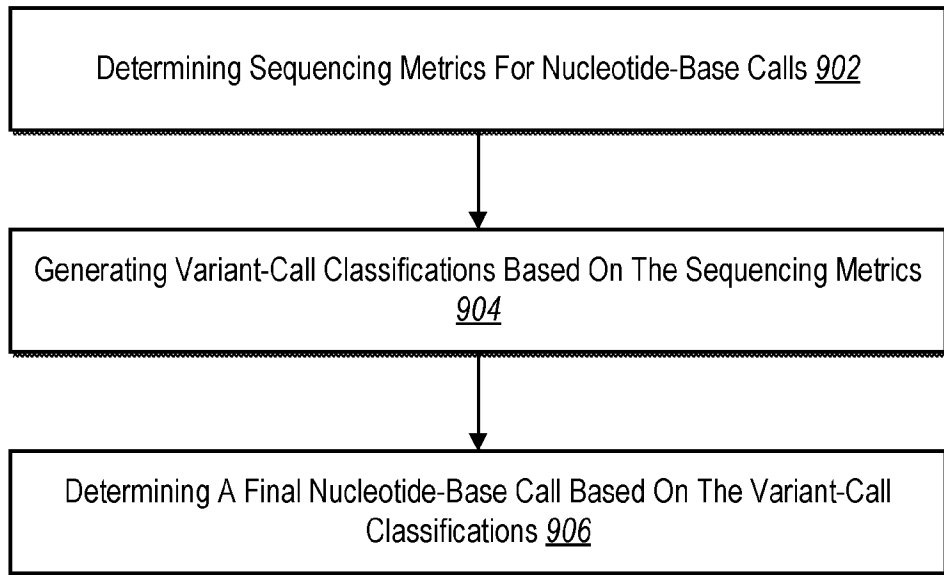 Determining Sequencing Metrics For Nucleotide-Base Calls 902
Generating Variant-Call Classifications Based On The Sequencing Metrics
904
Determining A Final Nucleotide-Base Call Based On The Variant-Call
Classifications 906